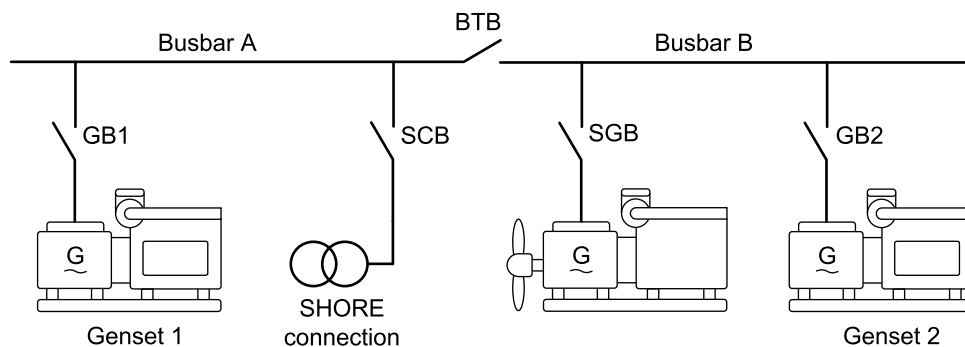 BTB
Busbar A
Busbar B
GB1
SCB
SGB
GB2
G
G
G
SHORE
connection
Genset 1
Genset 2